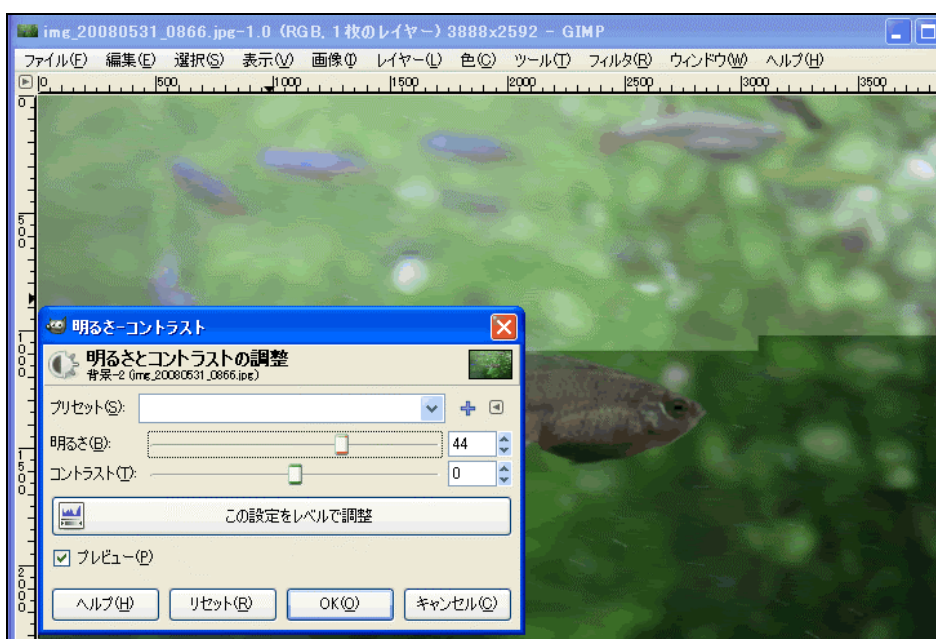 img_20080531_0866.jpg-1.0 (RGB, 1枚のレイヤー) 3888x2592 - GIMP
ファイル(F) 編集(E) 選択(S) 表示(V) 画像(I) レイヤー(L) 色(C) ツール(T) フィルタ(R) ウィンドウ(W) ヘルプ(H)
0 500 1000 1500 2000 2500 3000 3500
0
500
1000
1500
2000
明るさ-コントラスト
明るさとコントラストの調整
背景-2 (img_20080531_0866.jpg)
プリセット(S):
明るさ(B): 44
コントラスト(T): 0
この設定をレベルで調整
プレビュー(P)
ヘルプ(H) リセット(R) OK(O) キャンセル(C)